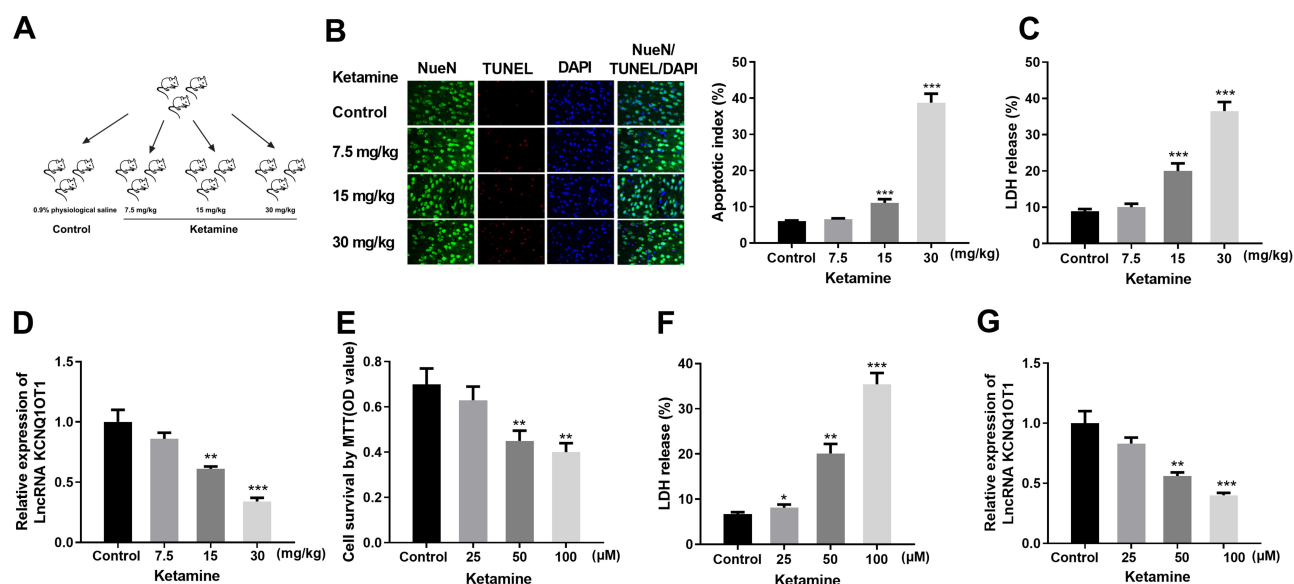 A
0.9% physiological saline
7.5 mg/kg
15 mg/kg
30 mg/kg
Control
Ketamine
B
NueN
TUNEL
DAPI
NueN/
TUNEL/DAPI
Ketamine
Control
7.5 mg/kg
15 mg/kg
30 mg/kg
Apoptotic index (%)
50
40
30
20
10
0
***
***
Control
7.5
15
30
(mg/kg)
Ketamine
C
LDH release (%)
50
40
30
20
10
0
***
***
Control
7.5
15
30
(mg/kg)
Ketamine
D
Relative expression of
LncRNA KCNQ1OT1
1.5
1.0
0.5
0.0
**
***
Control
7.5
15
30
(mg/kg)
Ketamine
E
Cell survival by MTT(OD value)
0.8
0.6
0.4
0.2
0.0
**
**
Control
25
50
100
(μM)
Ketamine
F
LDH release (%)
40
30
20
10
0
*
**
***
Control
25
50
100
(μM)
Ketamine
G
Relative expression of
LncRNA KCNQ1OT1
1.5
1.0
0.5
0.0
**
***
Control
25
50
100
(μM)
Ketamine